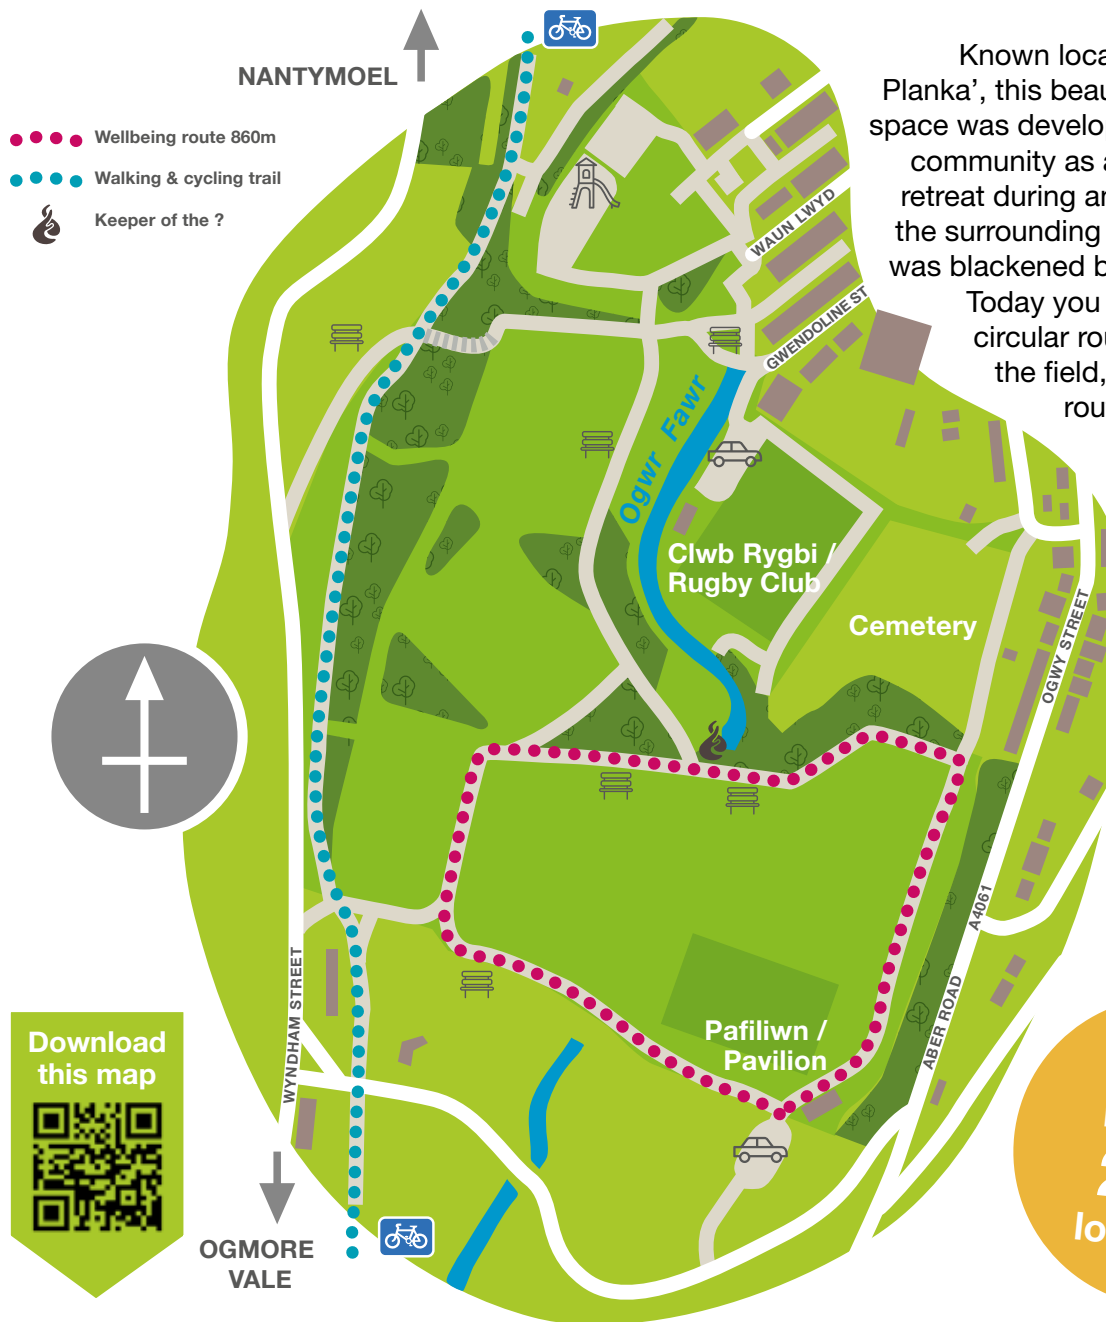 NANTYMOEL
Wellbeing route 860m
Walking & cycling trail
Keeper of the ?
Known loca
Planka’, this beau
space was develo
community as a
retreat during ar
the surrounding
was blackened b
Today you
circular rou
the field,
rou
WAUN LWYD
GWENDOLINE ST
Ogwr Fawr
Clwb Rygbi /
Rugby Club
Cemetery
OGWY STREET
A4061
ABER ROAD
Pafiliwn /
Pavilion
WYNDHAM STREET
Download
this map
OGMORE
VALE
lo